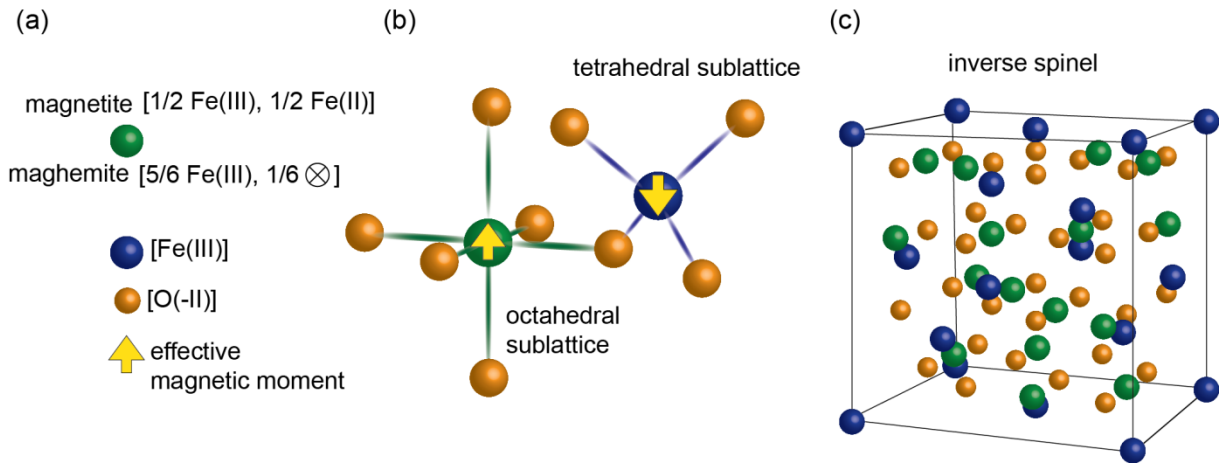 (a)
magnetite [1/2 Fe(III), 1/2 Fe(II)]
maghemite [5/6 Fe(III), 1/6 ⊗]
[Fe(III)]
[O(-II)]
effective
magnetic moment
(b)
tetrahedral sublattice
octahedral
sublattice
(c)
inverse spinel